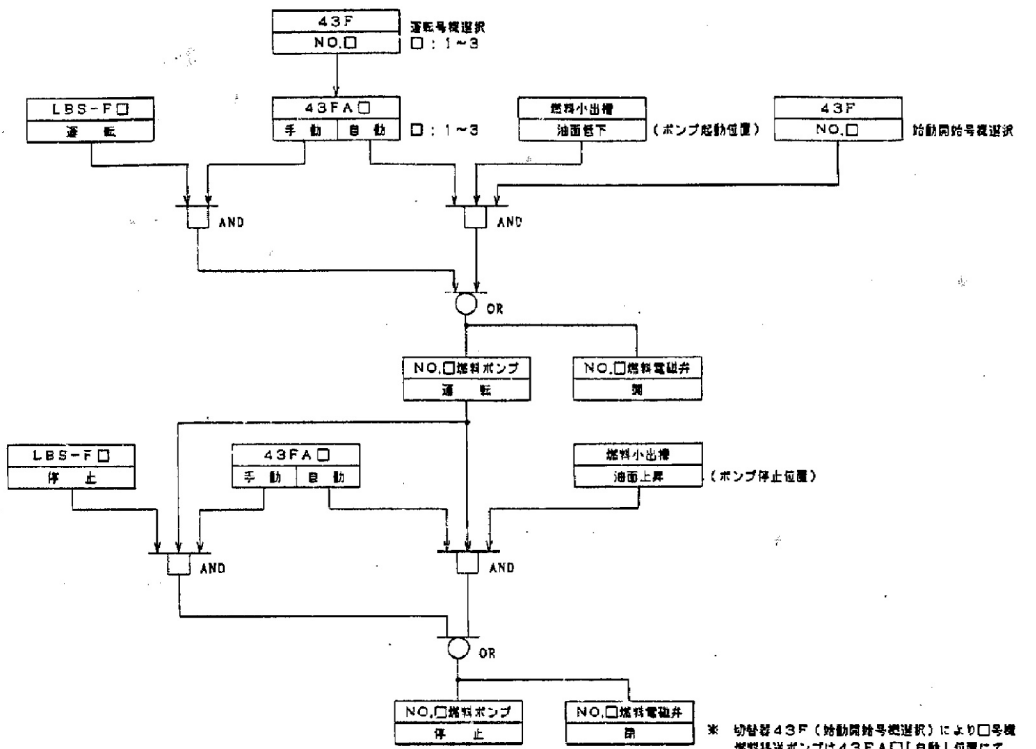 43F
運転号機選択
NO.□
□：1～3
LBS-F□
運 転
43FA□
手 動 自 動
□：1～3
燃料小出槽
油面低下
(ポンプ起動位置)
43F
NO.□
始動開始号機選択
AND
AND
OR
NO.□燃料ポンプ
運 転
NO.□燃料電磁弁
開
LBS-F□
停 止
43FA□
手 動 自 動
燃料小出槽
油面上昇
(ポンプ停止位置)
AND
AND
OR
NO.□燃料ポンプ
停 止
NO.□燃料電磁弁
閉
※ 切替器43F(始動開始号機選択)により□号機
燃料移送ポンプは43FA□「自動」位置にて